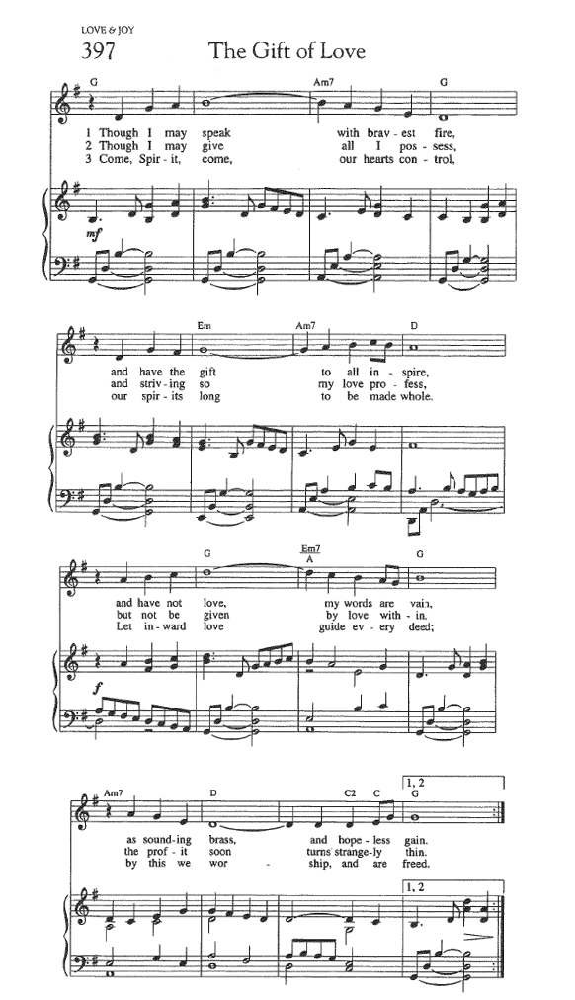 LOVE & JOY
397 The Gift of Love
G Am7 G
1 Though I may speak with brav - est fire,
2 Though I may give all I pos - sess,
3 Come, Spir - it, come, our hearts con - trol,
mf
Em Am7 D
and have the gift to all in - spire,
and striv - ing so my love pro - fess,
our spir - its long to be made whole.
G Em7 A G
and have not love, my words are vain,
but not be given by love with - in,
Let in - ward love guide ev - ery deed;
f
1, 2
Am7 D C2 C G
as sound-ing brass, and hope - less gain.
the prof - it soon turns strange-ly thin.
by this we wor - ship, and are freed.
1, 2